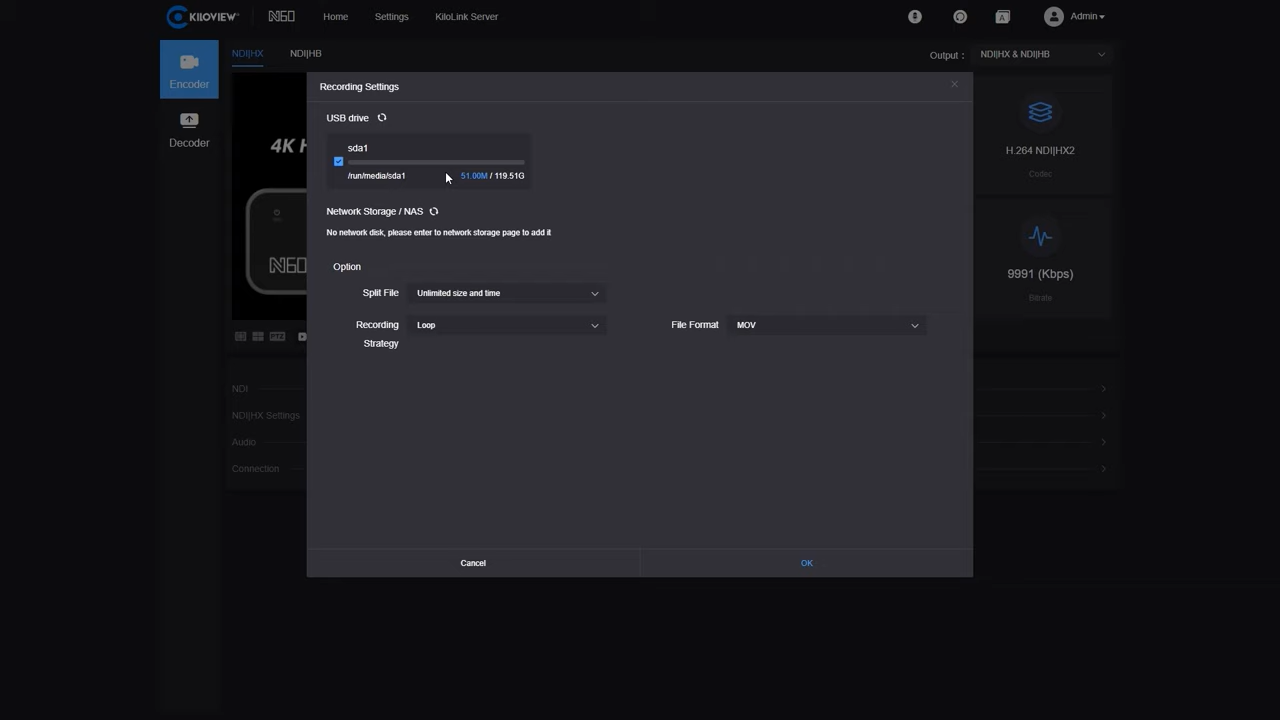 KILOVIEW N60 Home Settings KiloLink Server Admin
NDI|HX NDI|HB Output : NDI|HX & NDI|HB
Encoder
Decoder
4K H
N60
Recording Settings
USB drive
sda1
/run/media/sda1 51.00M / 119.51G
Network Storage / NAS
No network disk, please enter to network storage page to add it
Option
Split File Unlimited size and time
Recording Strategy Loop File Format MOV
Cancel OK
H.264 NDI|HX2
Codec
9991 (Kbps)
Bitrate
NDI
NDI|HX Settings
Audio
Connection